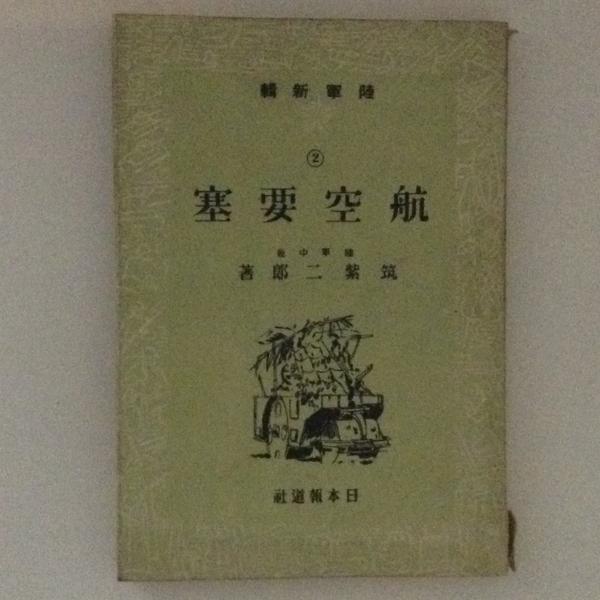 陸軍新輯
②
航空要塞
陸軍中佐
筑紫二郎著
日本報道社